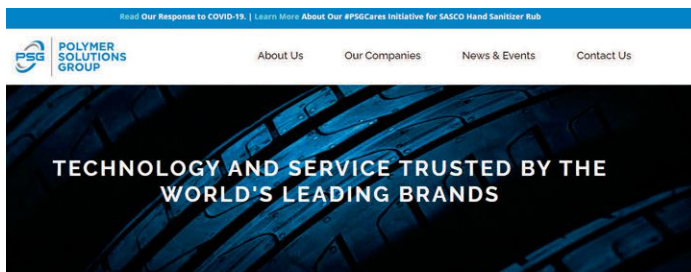 Read Our Response to COVID-19. | Learn More About Our #PSGCares Initiative for SASCO Hand Sanitizer Rub
PSG POLYMER
SOLUTIONS
GROUP
About Us Our Companies News & Events Contact Us
TECHNOLOGY AND SERVICE TRUSTED BY THE
WORLD'S LEADING BRANDS